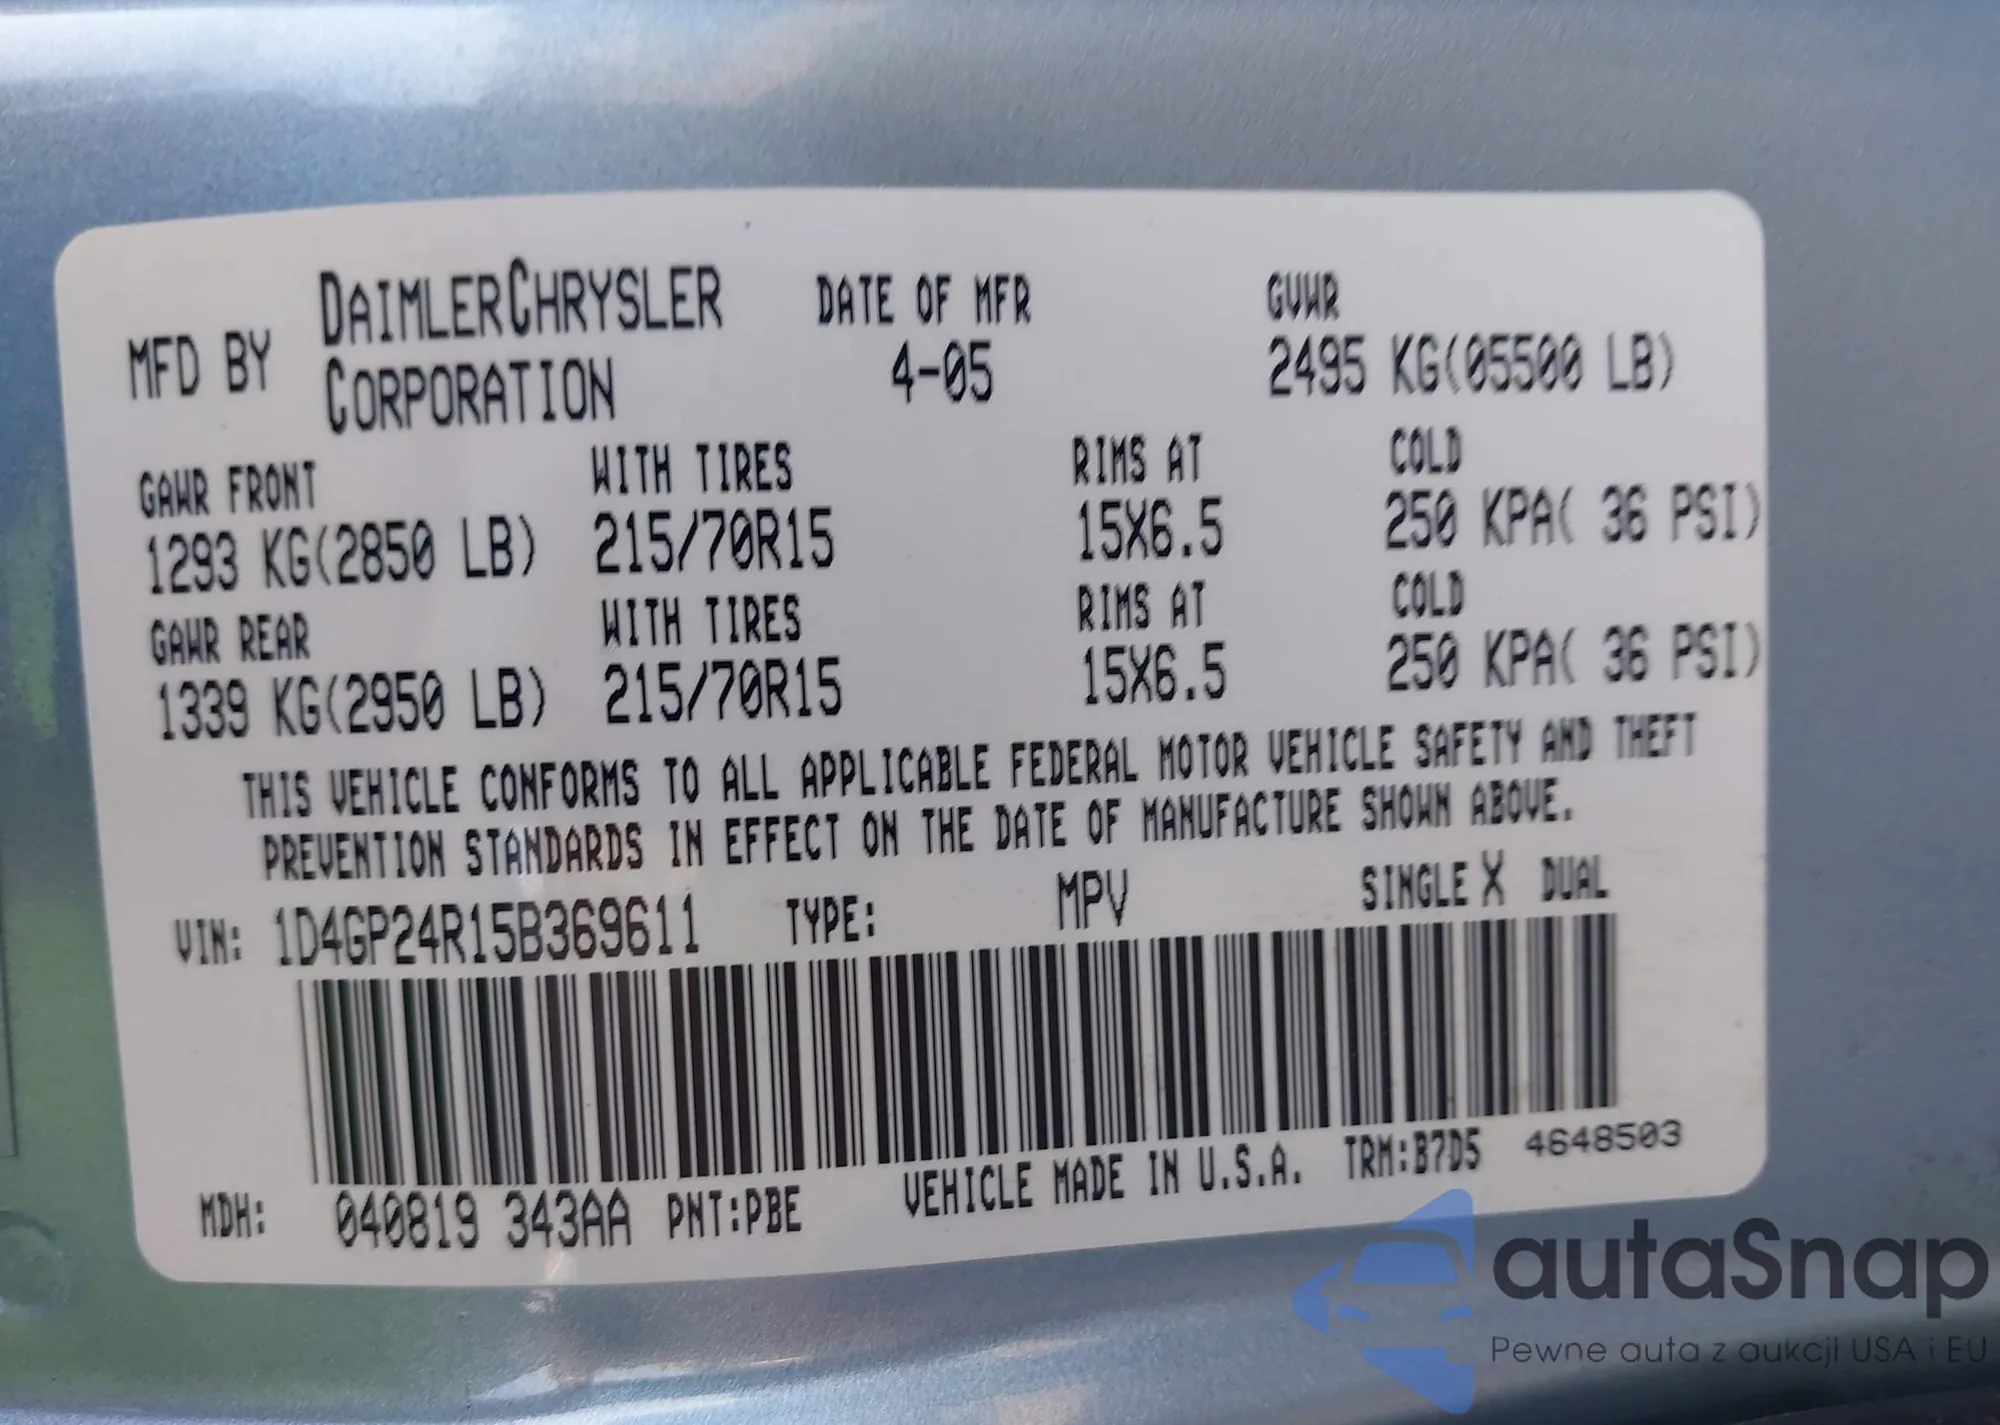 MFD BY DAIMLERCHRYSLER CORPORATION DATE OF MFR 4-05 GVWR 2495 KG(05500 LB)
GAWR FRONT WITH TIRES RIMS AT COLD
1293 KG(2850 LB) 215/70R15 15X6.5 250 KPA( 36 PSI)
GAWR REAR WITH TIRES RIMS AT COLD
1339 KG(2950 LB) 215/70R15 15X6.5 250 KPA( 36 PSI)
THIS VEHICLE CONFORMS TO ALL APPLICABLE FEDERAL MOTOR VEHICLE SAFETY AND THEFT
PREVENTION STANDARDS IN EFFECT ON THE DATE OF MANUFACTURE SHOWN ABOVE.
VIN: 1D4GP24R15B369611 TYPE: MPV SINGLE X DUAL
MDH: 040819 343AA PNT:PBE VEHICLE MADE IN U.S.A. TRM:B7D5 4648503
autaSnap
Pewne auta z aukcji USA i EU